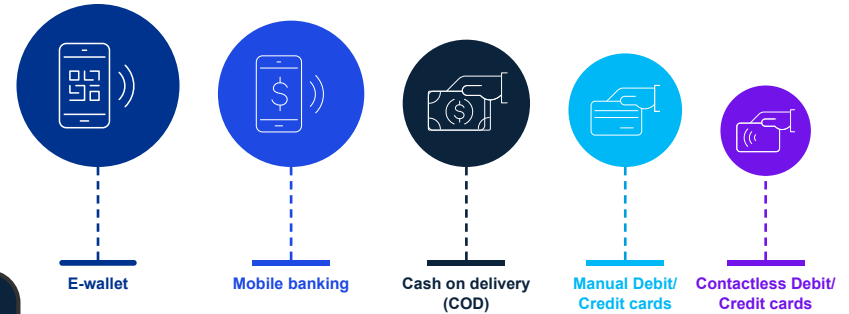 E-wallet
Mobile banking
Cash on delivery
(COD)
Manual Debit/
Credit cards
Contactless Debit/
Credit cards